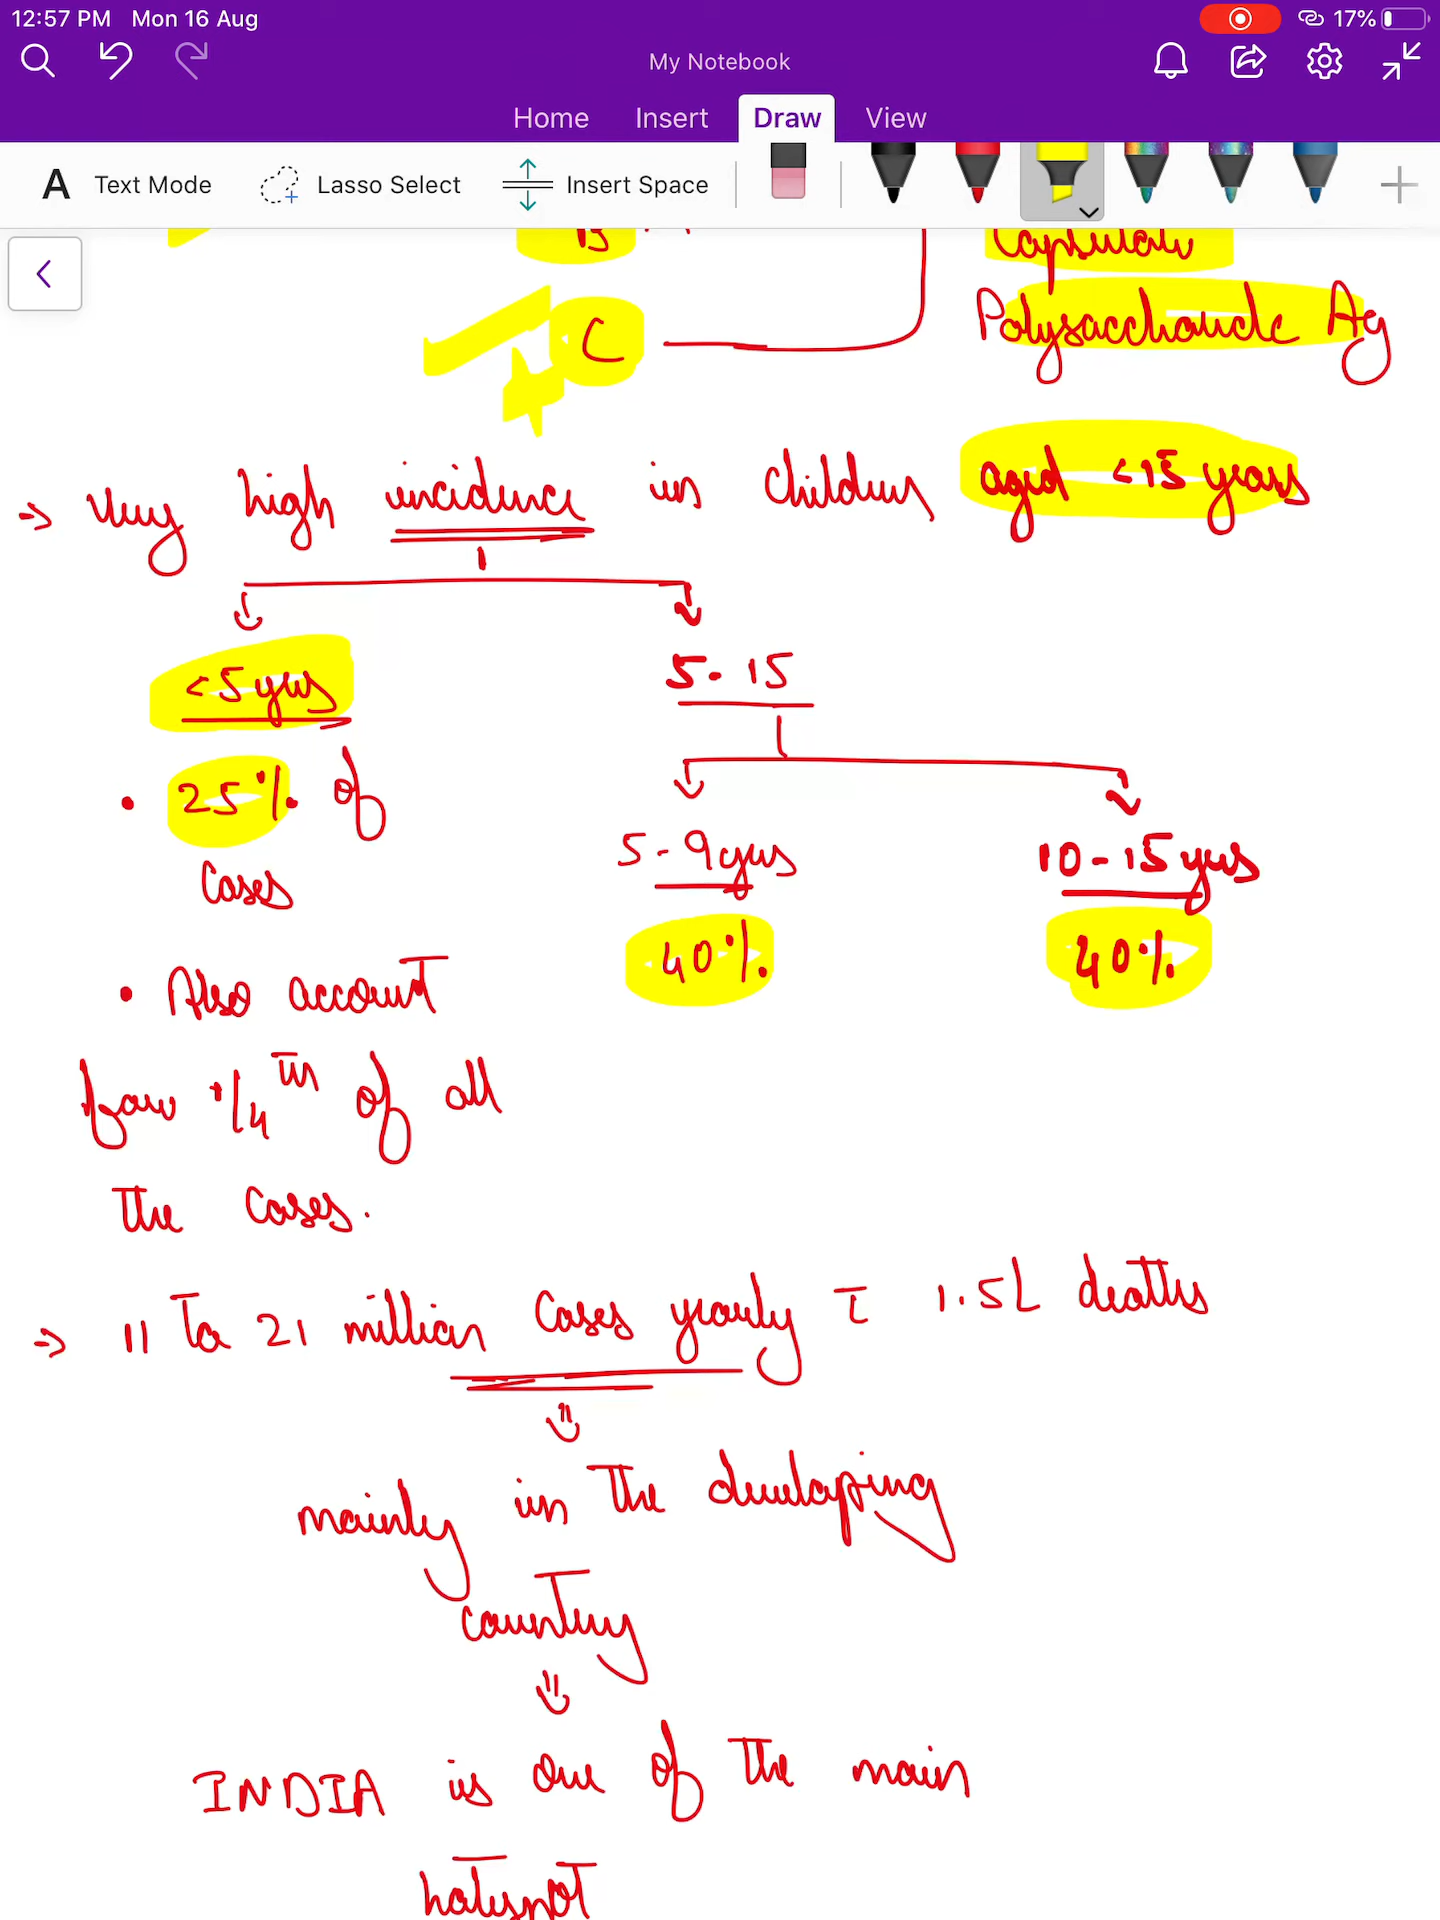 12:57 PM Mon 16 Aug 17%
My Notebook
Home Insert Draw View
A Text Mode Lasso Select Insert Space
B
Capsular
C Polysaccharide Ag
⇒ Very high incidence in children aged <15 years
<5 yrs 5-15
• 25% of 5-9 yrs 10-15 yrs
Cases 40% 40%
• Also account
for 1/4th of all
the Cases.
⇒ 11 To 21 million Cases yearly c̄ 1.5L deaths
mainly in the developing
country
INDIA is one of the main
hotspot